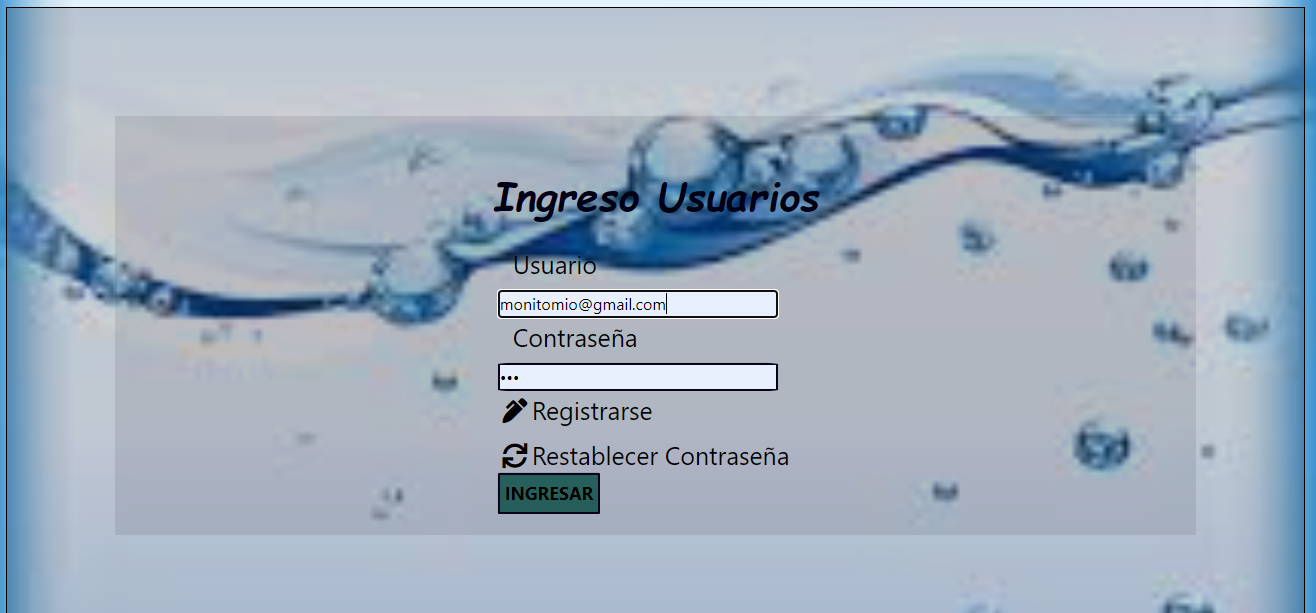 Ingreso Usuarios
Usuario
monitomio@gmail.com
Contraseña
•••
Registrarse
Restablecer Contraseña
INGRESAR